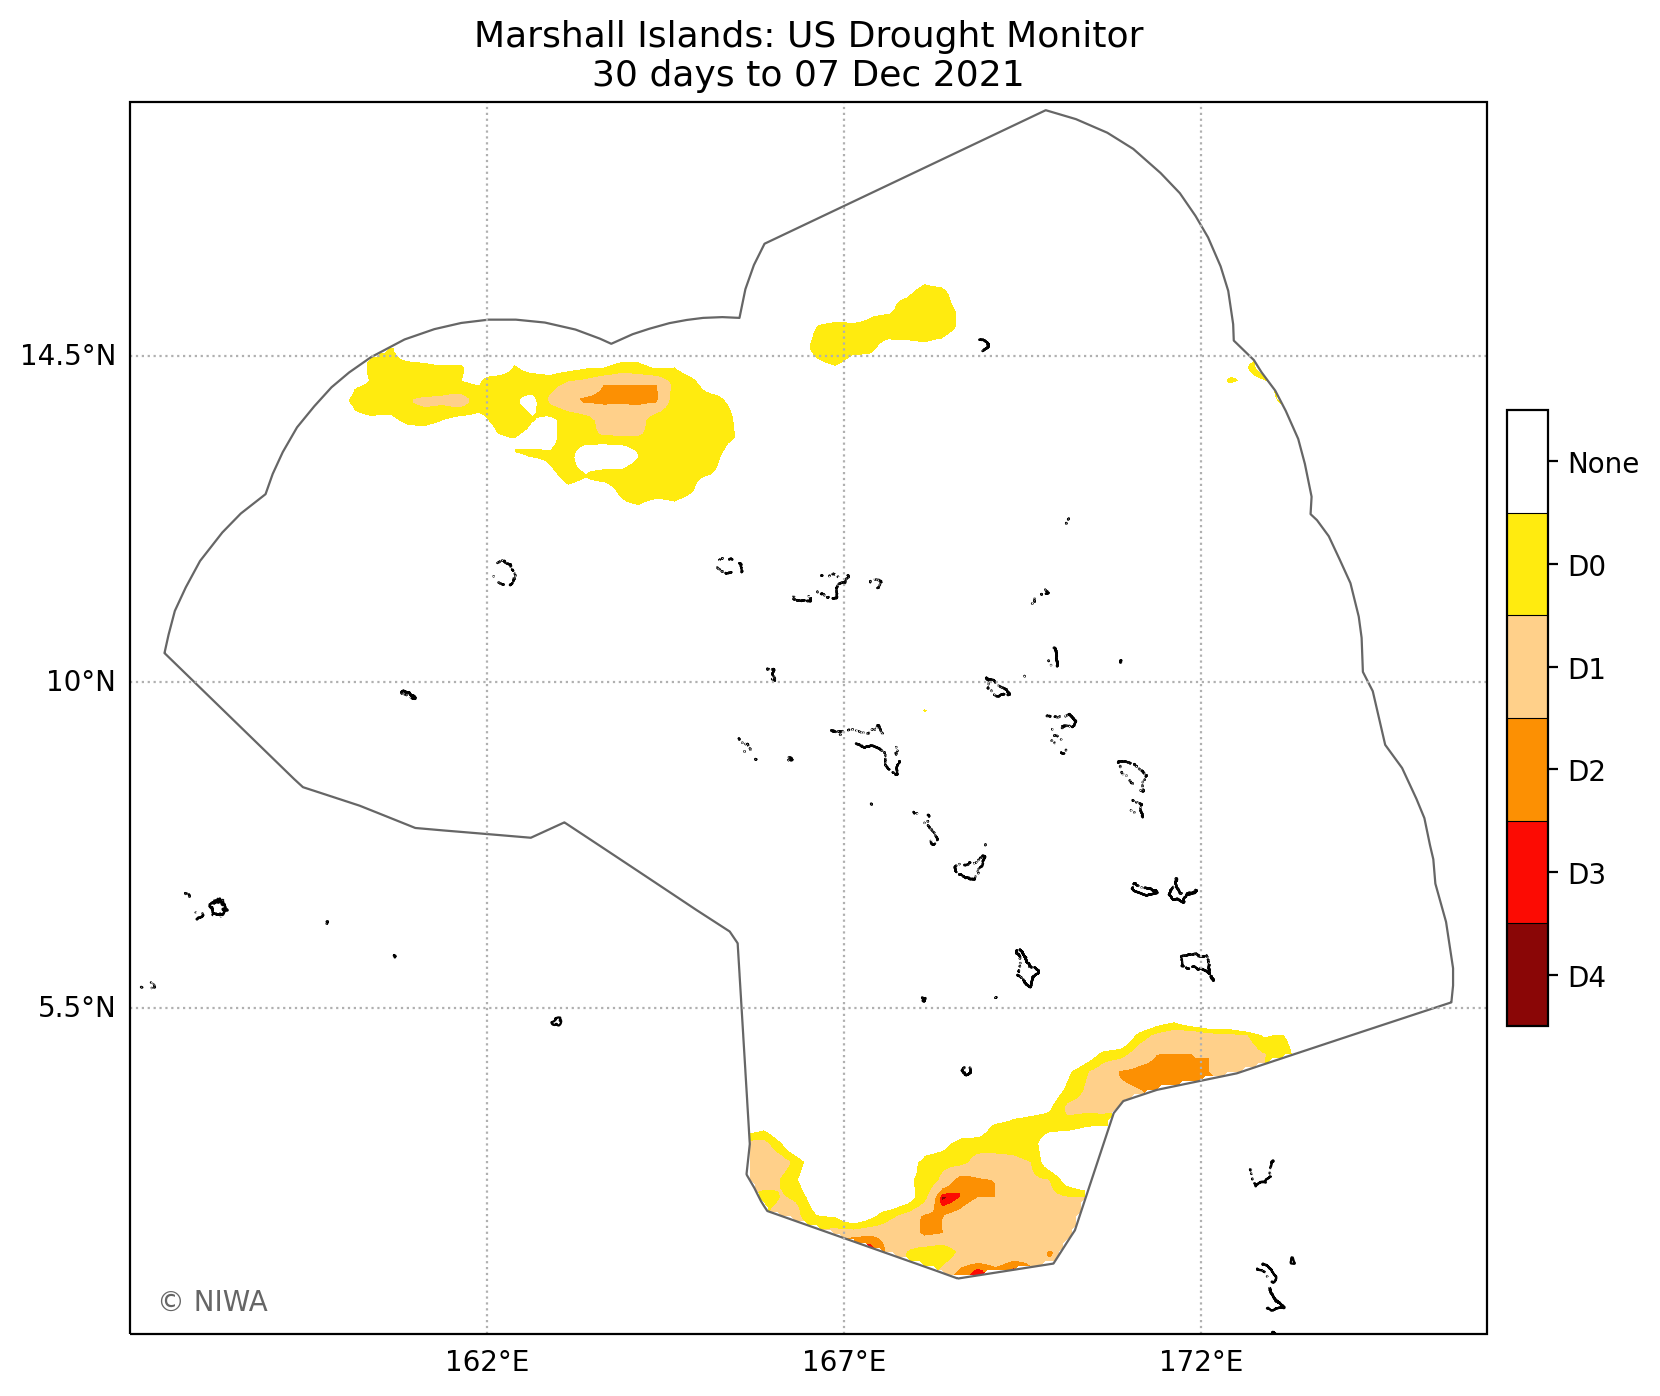 Marshall Islands: US Drought Monitor
30 days to 07 Dec 2021
14.5°N
10°N
5.5°N
162°E
167°E
172°E
None
D0
D1
D2
D3
D4
© NIWA